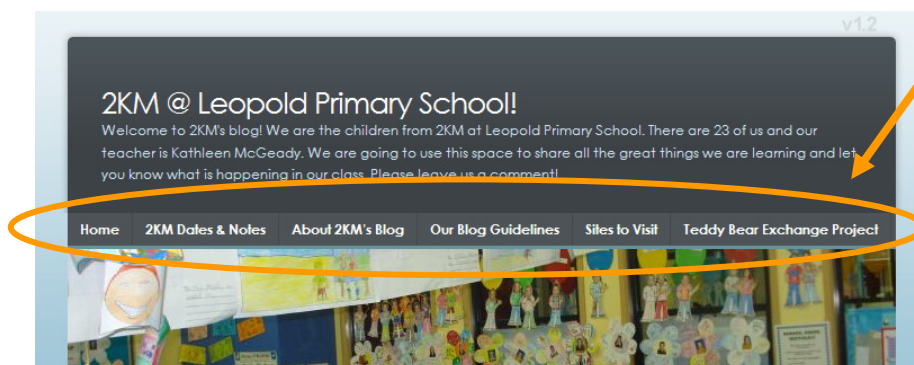 v1.2
2KM @ Leopold Primary School!
Welcome to 2KM's blog! We are the children from 2KM at Leopold Primary School. There are 23 of us and our
teacher is Kathleen McGeady. We are going to use this space to share all the great things we are learning and let
you know what is happening in our class. Please leave us a comment!
Home 2KM Dates & Notes About 2KM's Blog Our Blog Guidelines Sites to Visit Teddy Bear Exchange Project